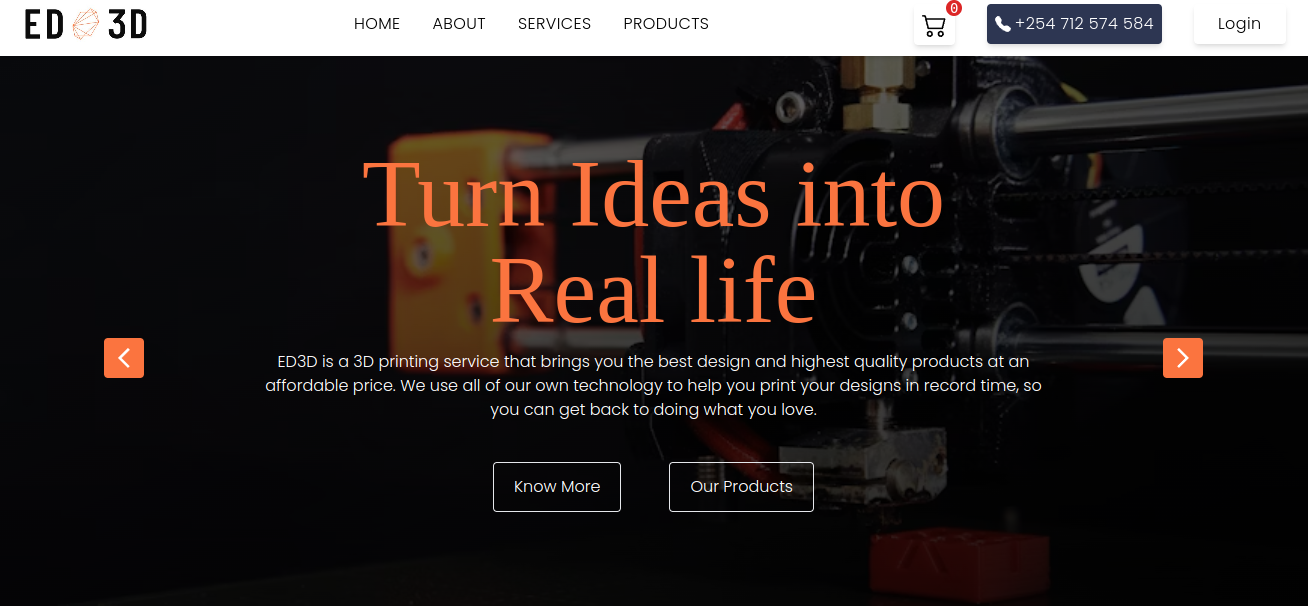 ED 3D
HOME ABOUT SERVICES PRODUCTS
0
+254 712 574 584
Login
Turn Ideas into
Real life
ED3D is a 3D printing service that brings you the best design and highest quality products at an
affordable price. We use all of our own technology to help you print your designs in record time, so
you can get back to doing what you love.
Know More
Our Products